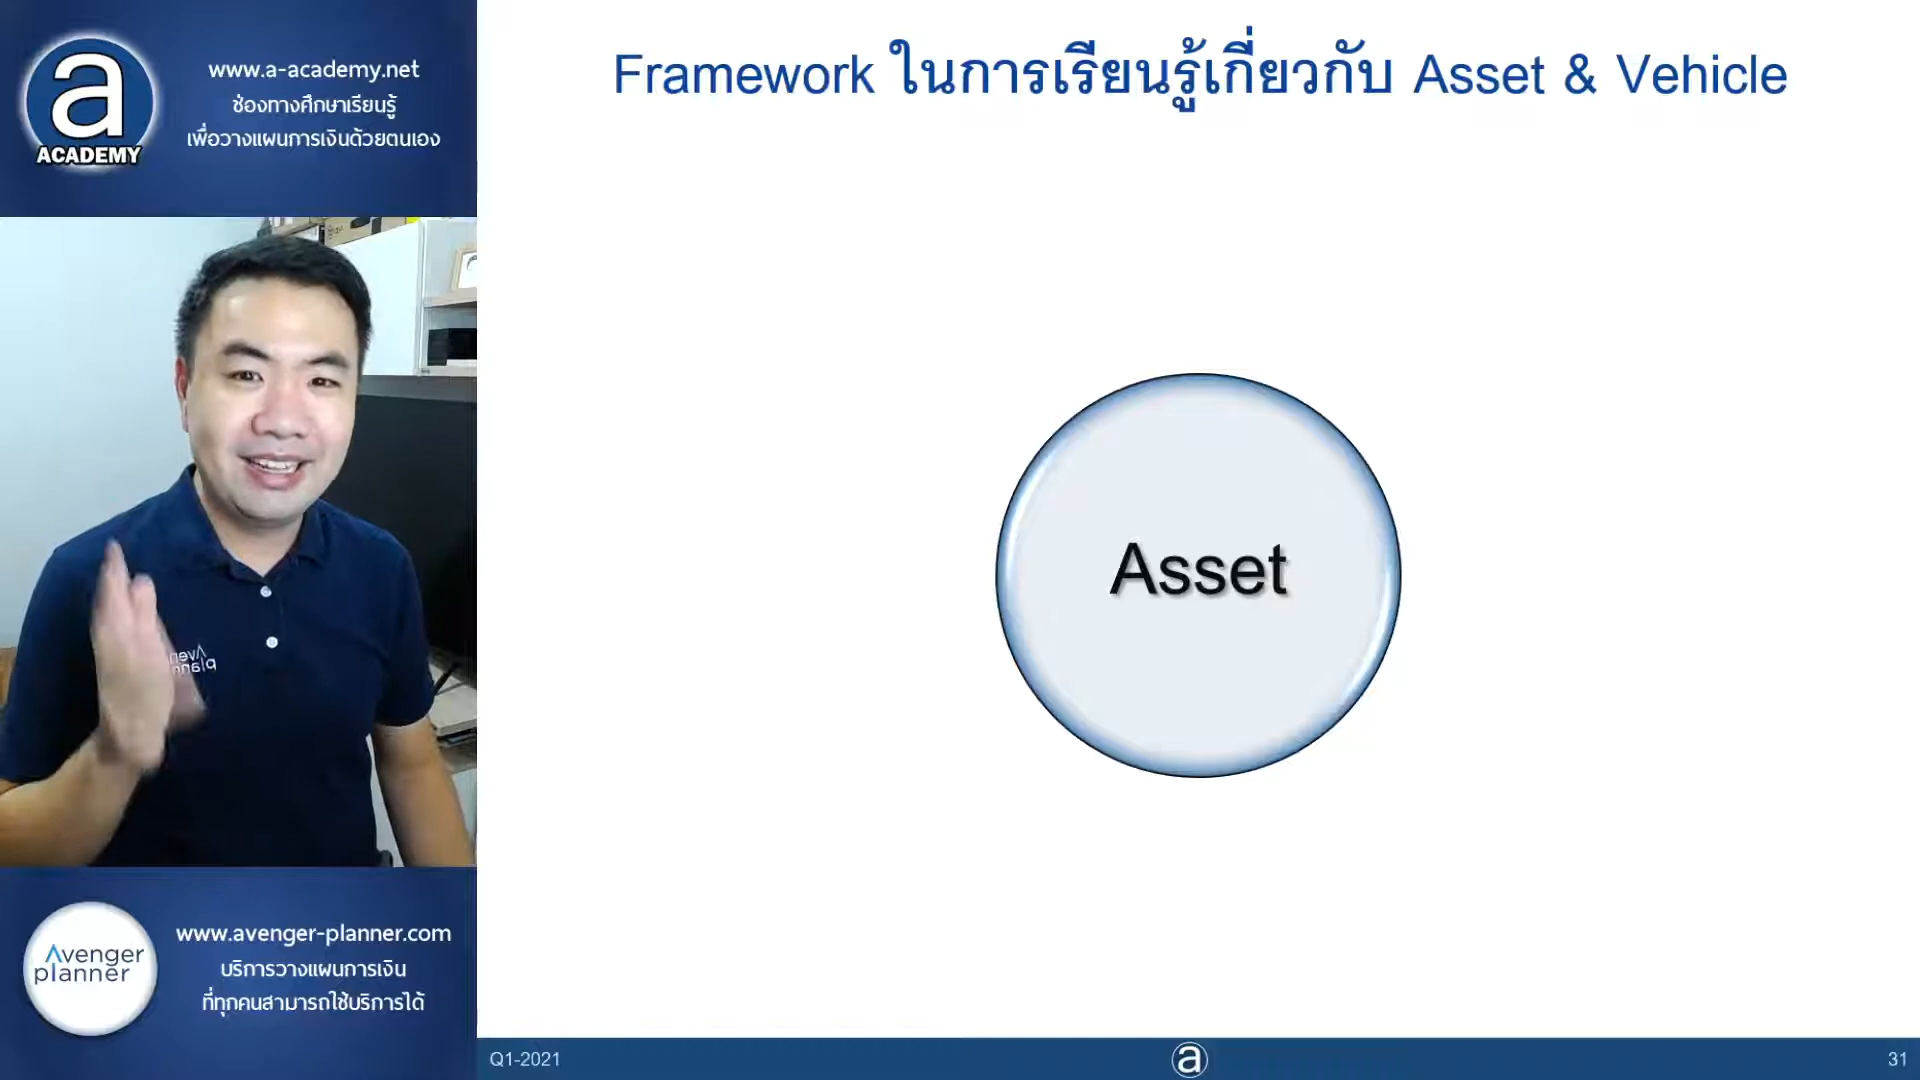 a
ACADEMY
www.a-academy.net
ช่องทางศึกษาเรียนรู้
เพื่อวางแผนการเงินด้วยตนเอง
Framework ในการเรียนรู้เกี่ยวกับ Asset & Vehicle
Asset
Avenger
planner
www.avenger-planner.com
บริการวางแผนการเงิน
ที่ทุกคนสามารถใช้บริการได้
Q1-2021
a
31